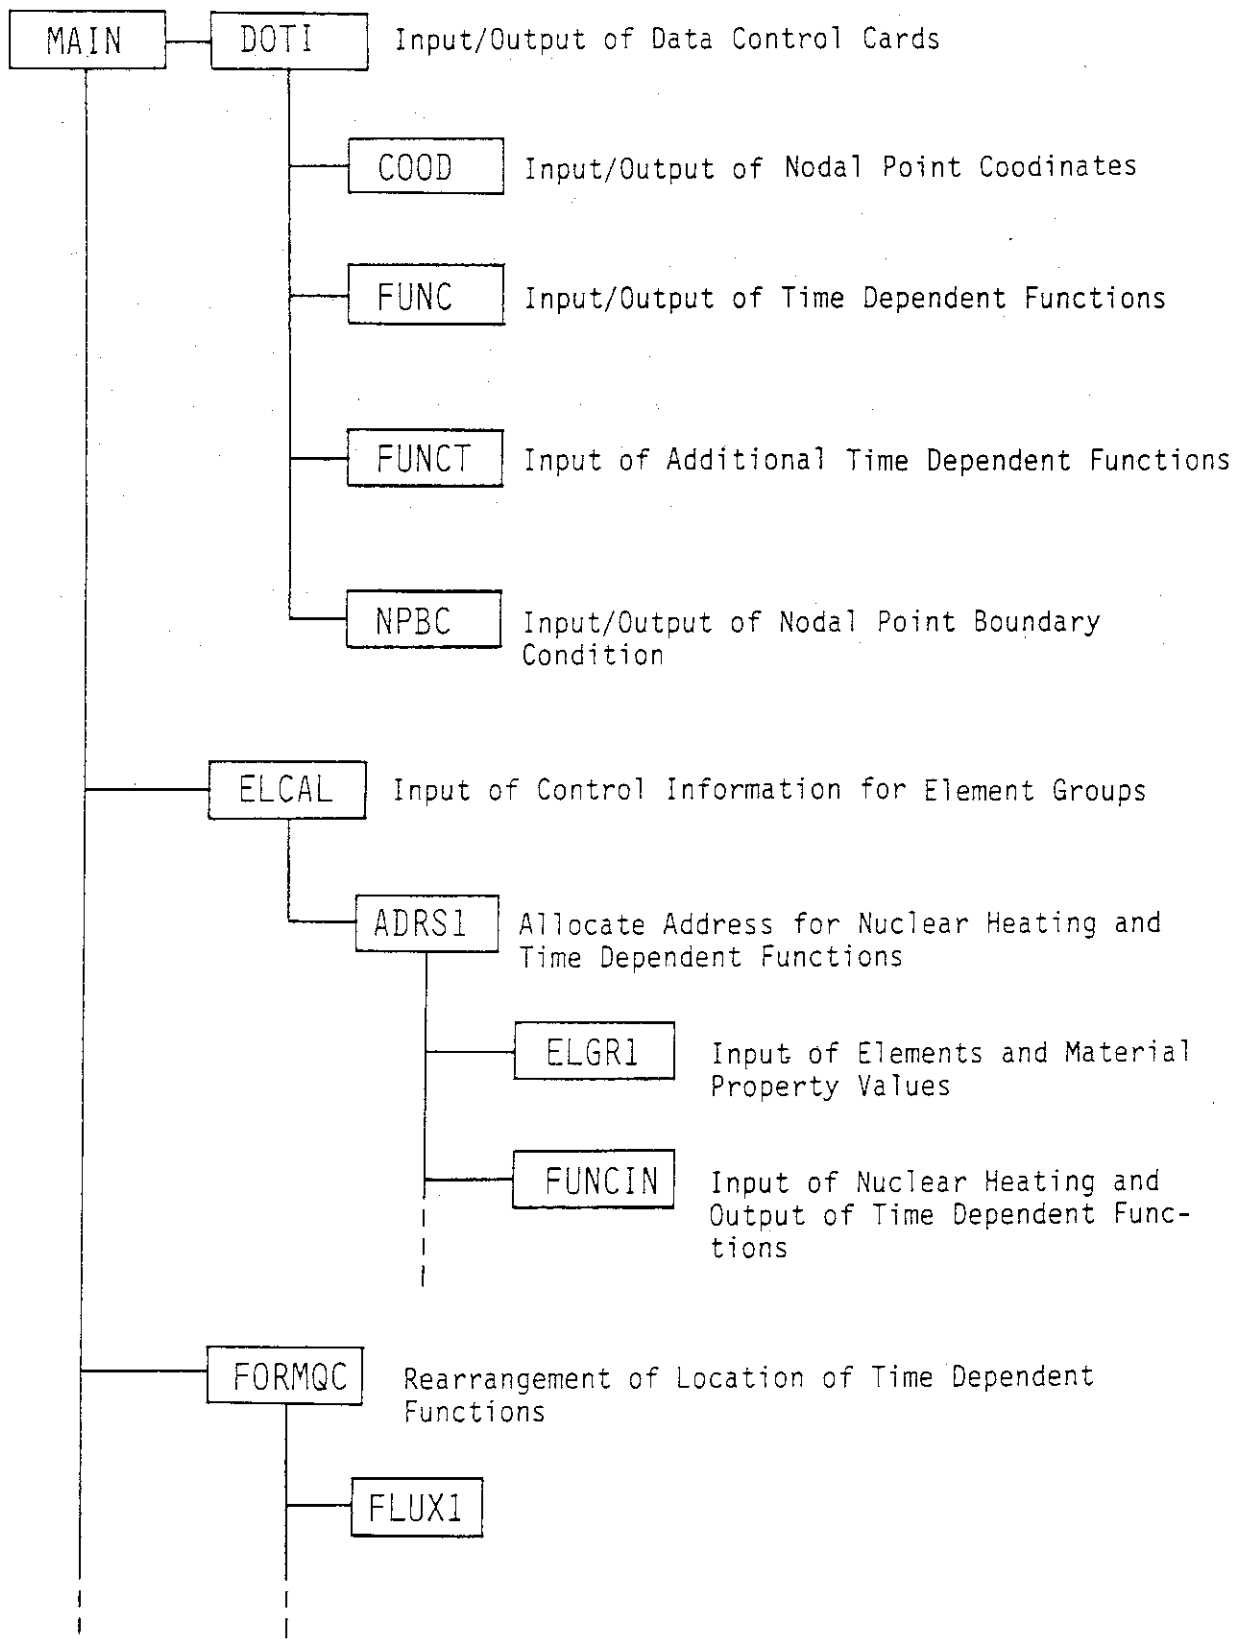 MAIN
DOTI
Input/Output of Data Control Cards
COOD
Input/Output of Nodal Point Coodinates
FUNC
Input/Output of Time Dependent Functions
FUNCT
Input of Additional Time Dependent Functions
NPBC
Input/Output of Nodal Point Boundary
Condition
ELCAL
Input of Control Information for Element Groups
ADRS1
Allocate Address for Nuclear Heating and
Time Dependent Functions
ELGR1
Input of Elements and Material
Property Values
FUNCIN
Input of Nuclear Heating and
Output of Time Dependent Func-
tions
FORMQC
Rearrangement of Location of Time Dependent
Functions
FLUX1